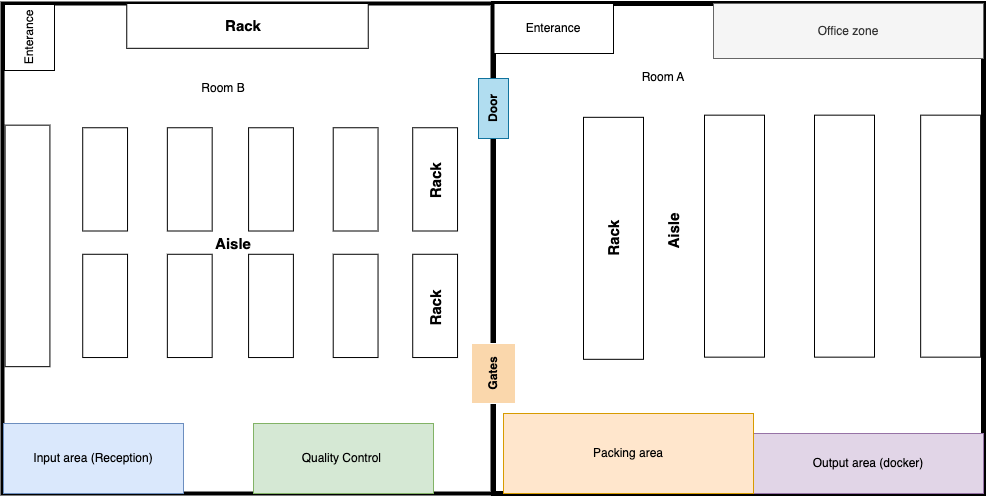 Enterance
Rack
Enterance
Office zone
Room B
Room A
Door
Rack
Rack
Aisle
Aisle
Rack
Gates
Input area (Reception)
Quality Control
Packing area
Output area (docker)